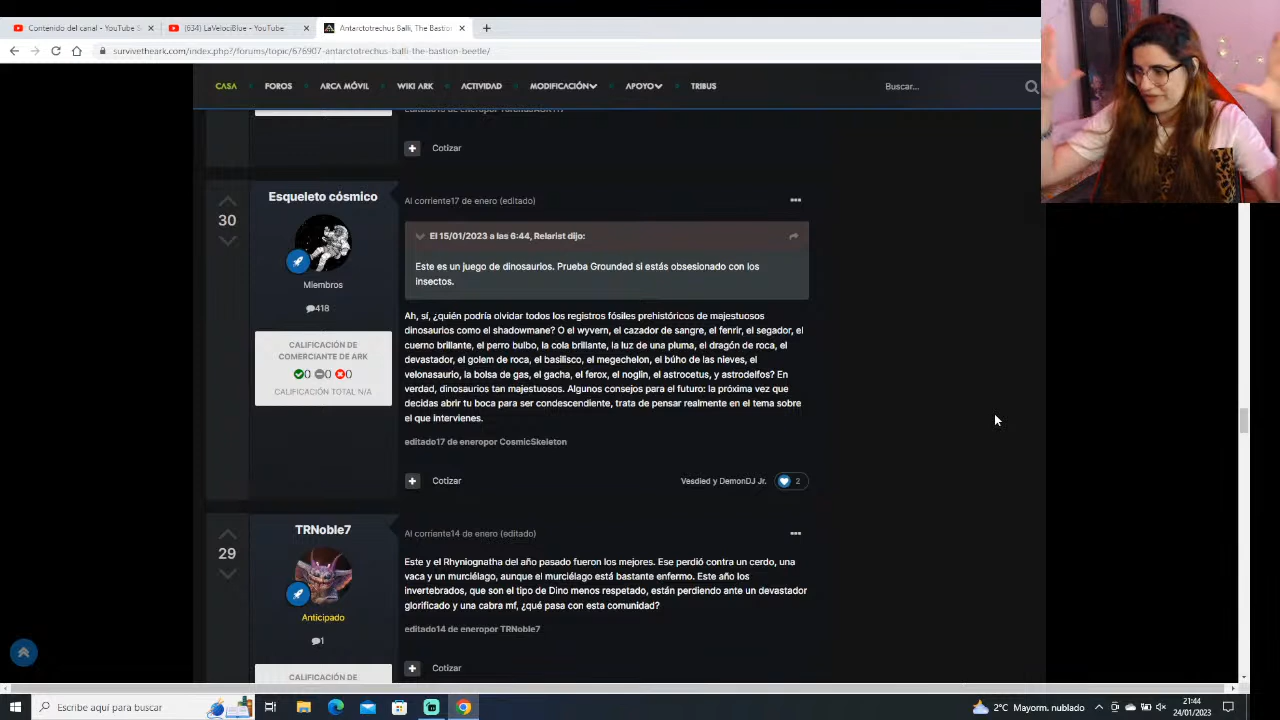 Contenido del canal - YouTube S
(634) LaVelociBlue - YouTube
Antarctotrechus Balli, The Bastion
survivetheark.com/index.php?/forums/topic/676907-antarctotrechus-balli-the-bastion-beetle/
CASA FOROS ARCA MÓVIL WIKI ARK ACTIVIDAD MODIFICACIÓN APOYO TRIBUS Buscar...
Cotizar
30
Esqueleto cósmico
Miembros
418
CALIFICACIÓN DE
COMERCIANTE DE ARK
0 0 0
CALIFICACIÓN TOTAL N/A
Al corriente17 de enero (editado)
El 15/01/2023 a las 6:44, Relarist dijo:
Este es un juego de dinosaurios. Prueba Grounded si estás obsesionado con los
insectos.
Ah, sí, ¿quién podría olvidar todos los registros fósiles prehistóricos de majestuosos
dinosaurios como el shadowmane? O el wyvern, el cazador de sangre, el fenrir, el segador, el
cuerno brillante, el perro bulbo, la cola brillante, la luz de una pluma, el dragón de roca, el
devastador, el golem de roca, el basilisco, el megechelon, el búho de las nieves, el
velonasaurio, la bolsa de gas, el gacha, el ferox, el noglin, el astrocetus, y astrodelfos? En
verdad, dinosaurios tan majestuosos. Algunos consejos para el futuro: la próxima vez que
decidas abrir tu boca para ser condescendiente, trata de pensar realmente en el tema sobre
el que intervienes.
editado17 de eneropor CosmicSkeleton
Cotizar
Vesdied y DemonDJ Jr. 2
29
TRNoble7
Anticipado
1
CALIFICACIÓN DE
Al corriente14 de enero (editado)
Este y el Rhyniognatha del año pasado fueron los mejores. Ese perdió contra un cerdo, una
vaca y un murciélago, aunque el murciélago está bastante enfermo. Este año los
invertebrados, que son el tipo de Dino menos respetado, están perdiendo ante un devastador
glorificado y una cabra mf, ¿qué pasa con esta comunidad?
editado14 de eneropor TRNoble7
Cotizar
Escribe aquí para buscar
2°C Mayorm. nublado
21:44
24/01/2023